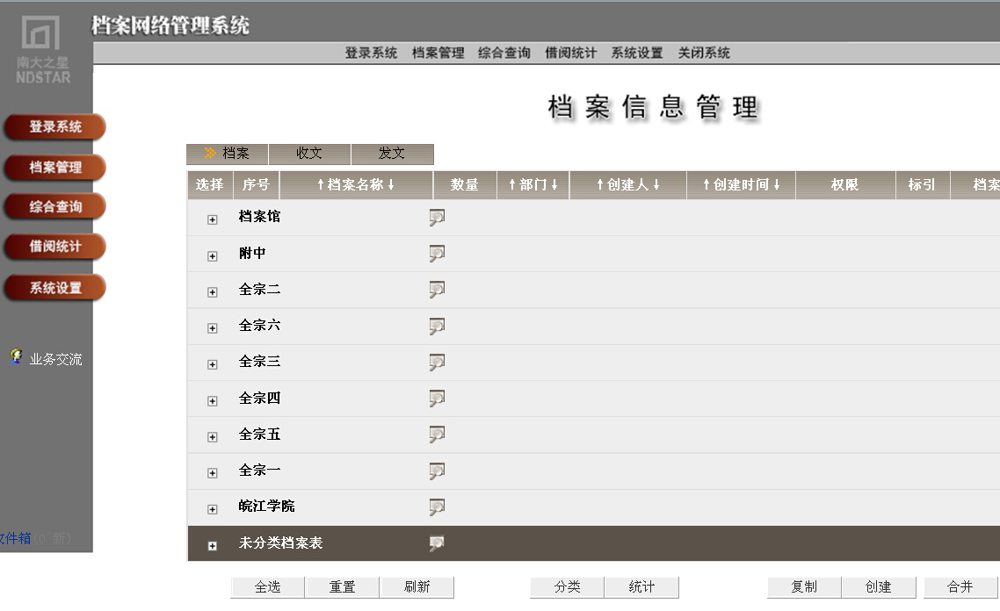 档案网络管理系统
南大之星
NDSTAR
登录系统 档案管理 综合查询 借阅统计 系统设置 关闭系统
档案信息管理
登录系统
档案管理
综合查询
借阅统计
系统设置
业务交流
文件箱(0 新)
档案 收文 发文
选择 序号 ↑档案名称↓ 数量 ↑部门↓ ↑创建人↓ ↑创建时间↓ 权限 标引 档案
档案馆
附中
全宗二
全宗六
全宗三
全宗四
全宗五
全宗一
皖江学院
未分类档案表
全选 重置 刷新 分类 统计 复制 创建 合并